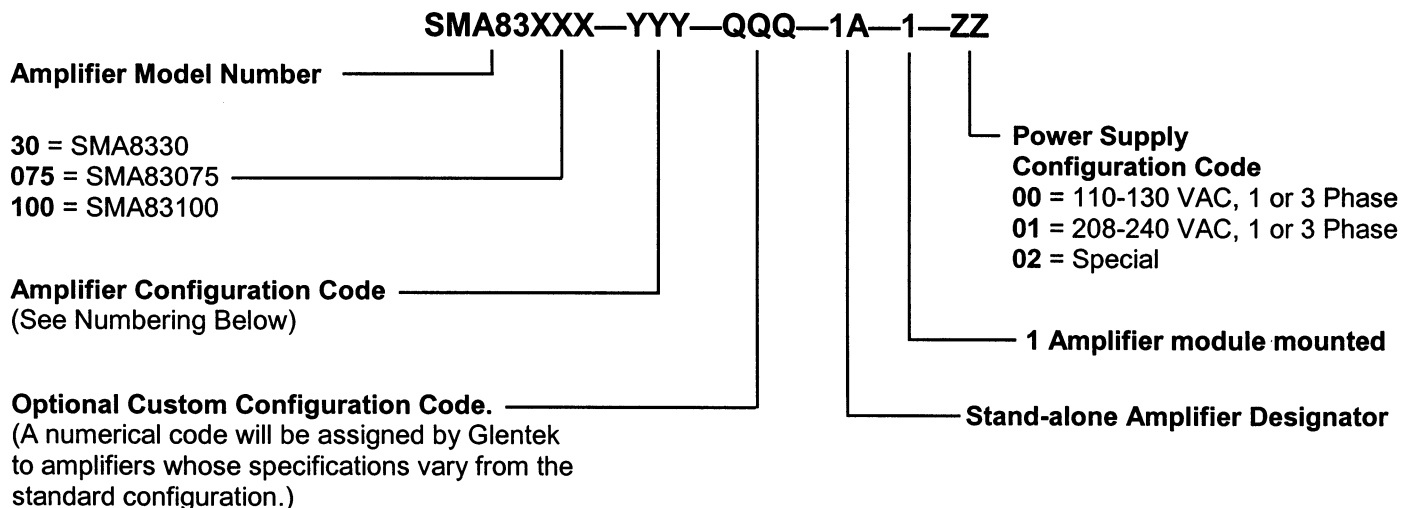 SMA83XXX—YYY—QQQ—1A—1—ZZ
Amplifier Model Number
30 = SMA8330
075 = SMA83075
100 = SMA83100
Amplifier Configuration Code
(See Numbering Below)
Optional Custom Configuration Code.
(A numerical code will be assigned by Glentek
to amplifiers whose specifications vary from the
standard configuration.)
Power Supply
Configuration Code
00 = 110-130 VAC, 1 or 3 Phase
01 = 208-240 VAC, 1 or 3 Phase
02 = Special
1 Amplifier module mounted
Stand-alone Amplifier Designator